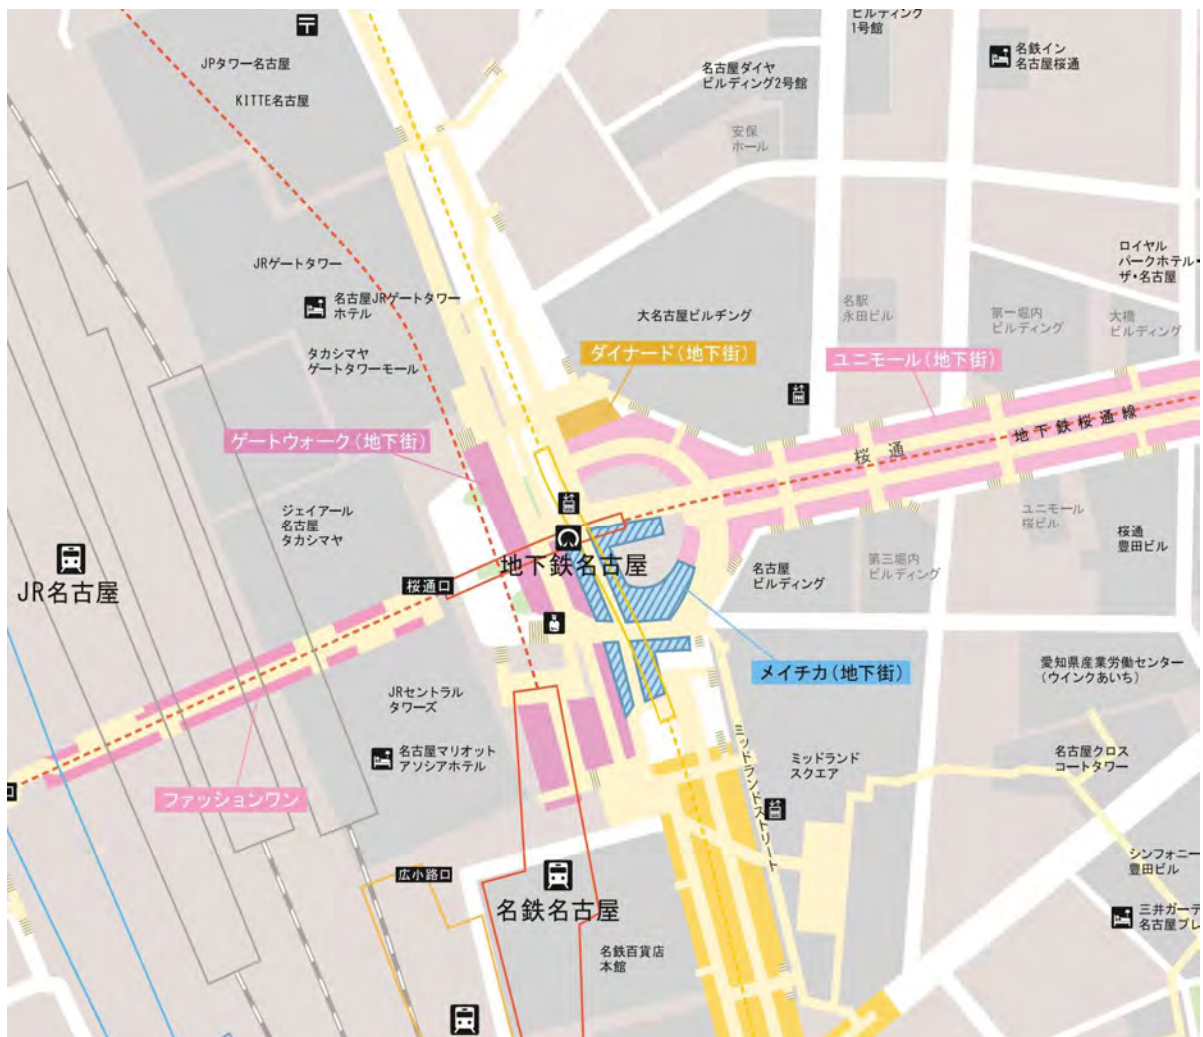 ビルディング
1号館
名鉄イン
名古屋桜通
JPタワー名古屋
KITTE名古屋
名古屋ダイヤ
ビルディング2号館
安保
ホール
ロイヤル
パークホテル・
ザ・名古屋
JRゲートタワー
名古屋JRゲートタワー
ホテル
大名古屋ビルヂング
名駅
永田ビル
第一堀内
ビルディング
大橋
ビルディング
タカシマヤ
ゲートタワーモール
ダイナード(地下街)
ユニモール(地下街)
ゲートウォーク(地下街)
桜通
地下鉄桜通線
ジェイアール
名古屋
タカシマヤ
ユニモール
桜ビル
桜通
豊田ビル
JR名古屋
地下鉄名古屋
名古屋
ビルディング
第三堀内
ビルディング
桜通口
メイチカ(地下街)
愛知県産業労働センター
(ウインクあいち)
JRセントラル
タワーズ
名古屋マリオット
アソシアホテル
ミッドランドストリート
ミッドランド
スクエア
名古屋クロス
コートタワー
ファッションワン
口
広小路口
シンフォニー
豊田ビル
名鉄名古屋
三井ガーデ
名古屋プレ
名鉄百貨店
本館